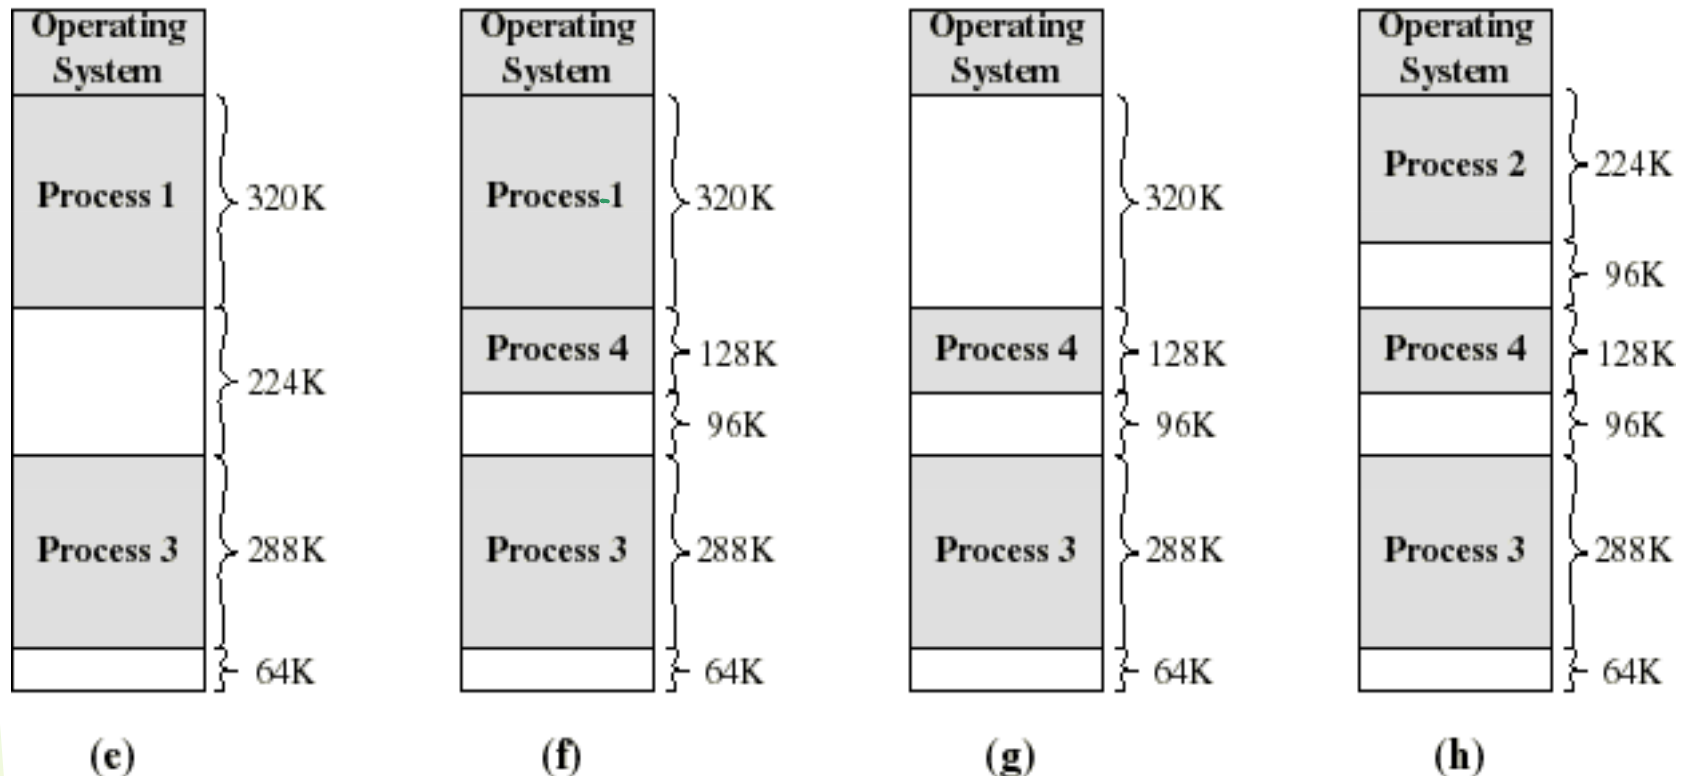 Operating
System
Process 1
320K
224K
Process 3
288K
64K
(e)
Operating
System
Process-1
320K
Process 4
128K
96K
Process 3
288K
64K
(f)
Operating
System
320K
Process 4
128K
96K
Process 3
288K
64K
(g)
Operating
System
Process 2
224K
96K
Process 4
128K
96K
Process 3
288K
64K
(h)